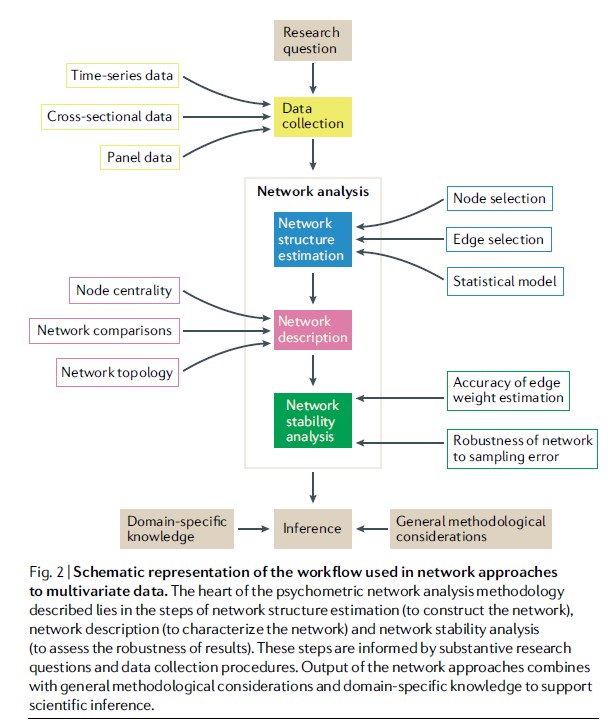 Research
question
Time-series data
Cross-sectional data
Panel data
Data
collection
Network analysis
Network
structure
estimation
Node selection
Edge selection
Statistical model
Node centrality
Network comparisons
Network topology
Network
description
Network
stability
analysis
Accuracy of edge
weight estimation
Robustness of network
to sampling error
Domain-specific
knowledge
Inference
General methodological
considerations
Fig. 2 | Schematic representation of the workflow used in network approaches
to multivariate data. The heart of the psychometric network analysis methodology
described lies in the steps of network structure estimation (to construct the network),
network description (to characterize the network) and network stability analysis
(to assess the robustness of results). These steps are informed by substantive research
questions and data collection procedures. Output of the network approaches combines
with general methodological considerations and domain-specific knowledge to support
scientific inference.